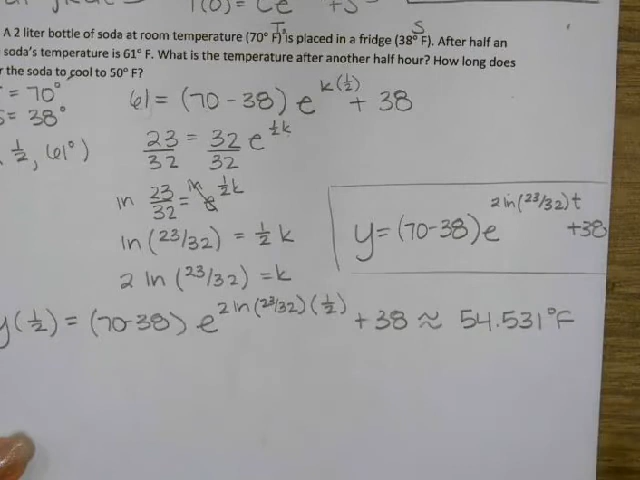 T(0) = Ce + S
T S
A 2 liter bottle of soda at room temperature (70° F) is placed in a fridge (38° F). After half an
soda's temperature is 61° F. What is the temperature after another half hour? How long does
the soda to cool to 50° F?
= 70°
S= 38°
1/2, 61°)
61 = (70 - 38) e^k(1/2) + 38
23/32 = 32/32 e^1/2k
ln 23/32 = ln e^1/2k
ln (23/32) = 1/2 k
2 ln (23/32) = k
y = (70-38) e^2 ln(23/32)t +38
y(1/2) = (70-38) e^2 ln(23/32)(1/2) + 38 ≈ 54.531°F